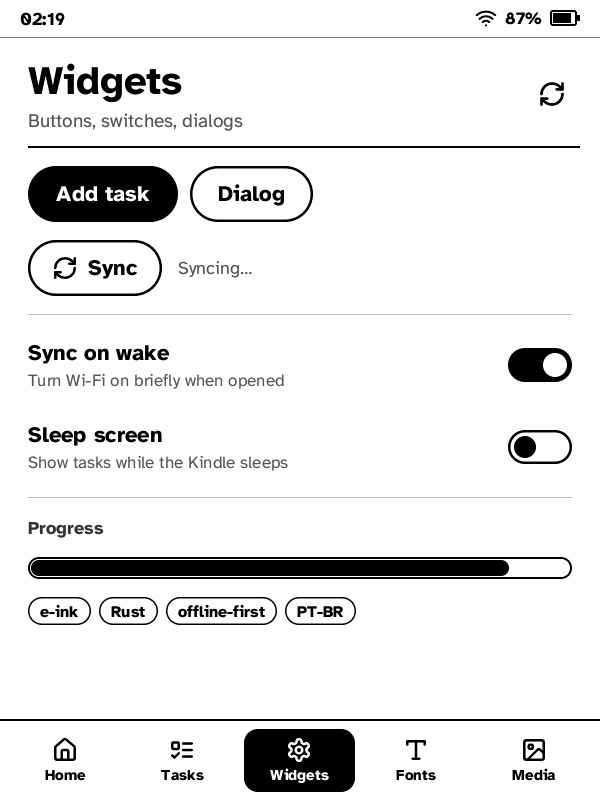 02:19
87%
Widgets
Buttons, switches, dialogs
Add task
Dialog
Sync
Syncing...
Sync on wake
Turn Wi-Fi on briefly when opened
Sleep screen
Show tasks while the Kindle sleeps
Progress
e-ink
Rust
offline-first
PT-BR
Home
Tasks
Widgets
Fonts
Media